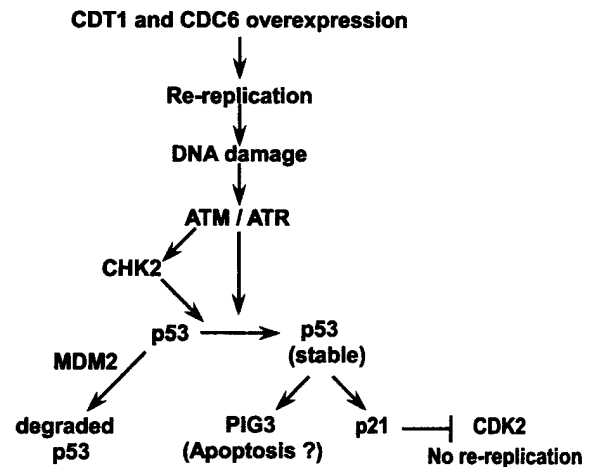 CDT1 and CDC6 overexpression
Re-replication
DNA damage
ATM / ATR
CHK2
p53
p53
(stable)
MDM2
degraded
p53
PIG3
(Apoptosis ?)
p21
CDK2
No re-replication